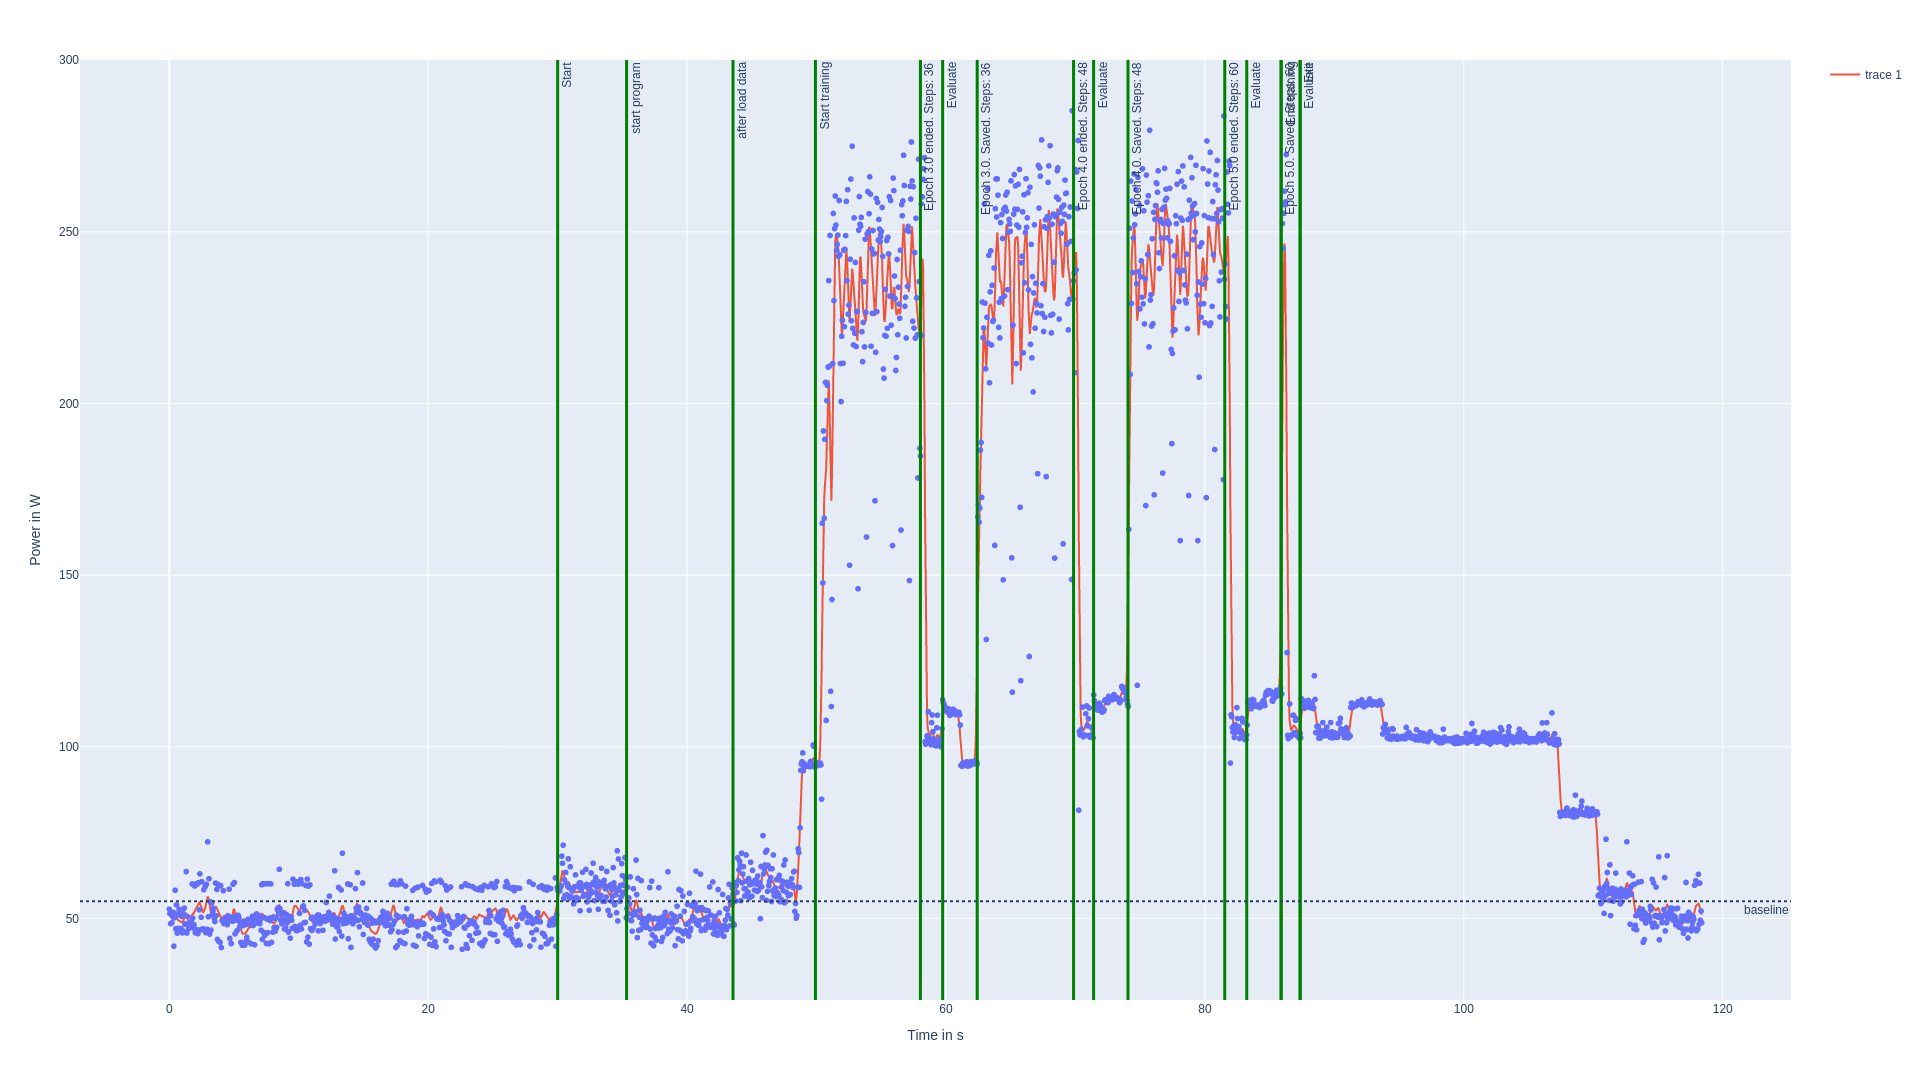 300
250
200
150
100
50
Power in W
0
20
40
60
80
100
120
Time in s
Start
start program
after load data
Start training
Epoch 3.0 ended. Steps: 36
Evaluate
Epoch 3.0. Saved. Steps: 36
Epoch 4.0 ended. Steps: 48
Evaluate
Epoch 4.0. Saved. Steps: 48
Epoch 5.0 ended. Steps: 60
Evaluate
Epoch 5.0. Saved. Steps: 60
Evaluate
baseline
trace 1